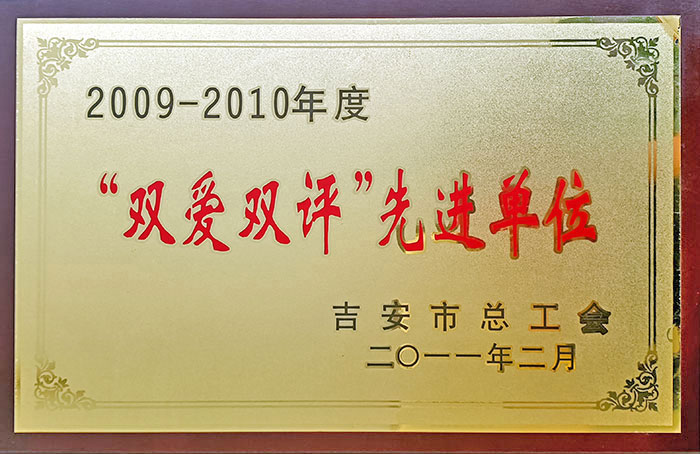 2009-2010年度
“双爱双评”先进单位
吉安市总工会
二〇一一年二月